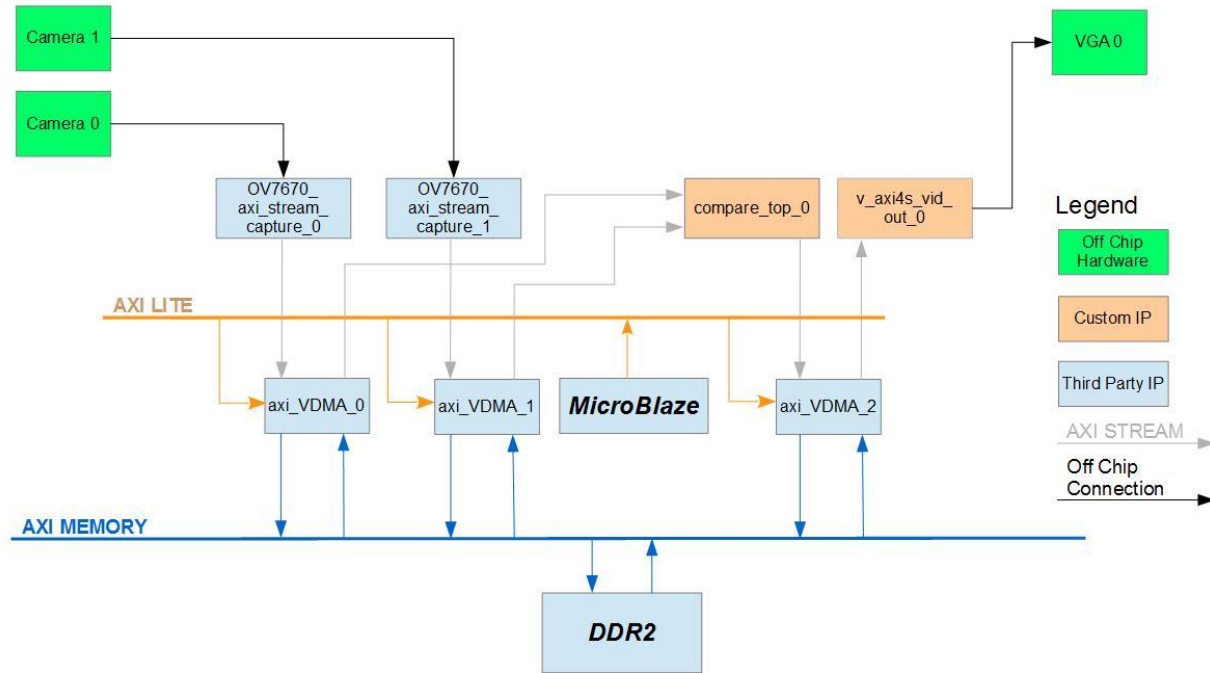 Camera 1
VGA 0
Camera 0
OV7670_
axi_stream_
capture_0
OV7670_
axi_stream_
capture_1
compare_top_0
v_axi4s_vid_
out_0
Legend
Off Chip
Hardware
Custom IP
Third Party IP
AXI STREAM
Off Chip
Connection
AXI LITE
axi_VDMA_0
axi_VDMA_1
MicroBlaze
axi_VDMA_2
AXI MEMORY
DDR2